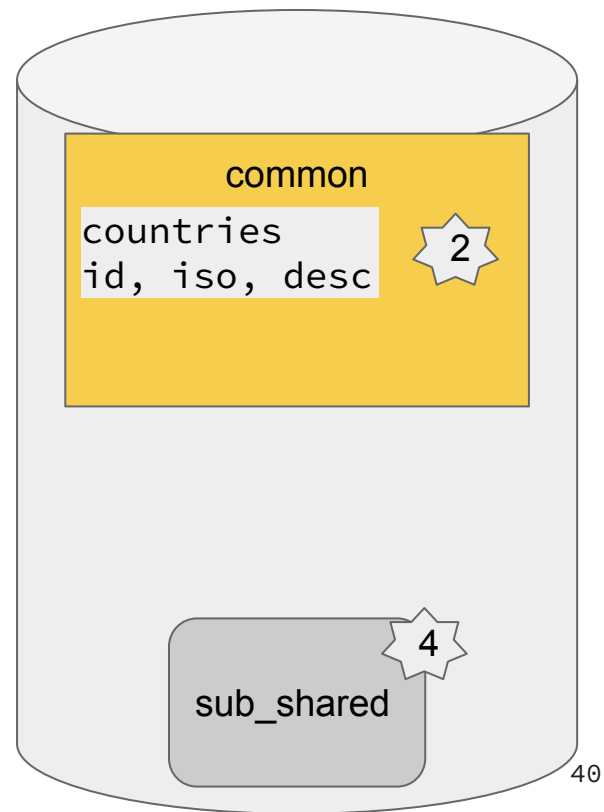 common
countries
id, iso, desc
2
4
sub_shared
40